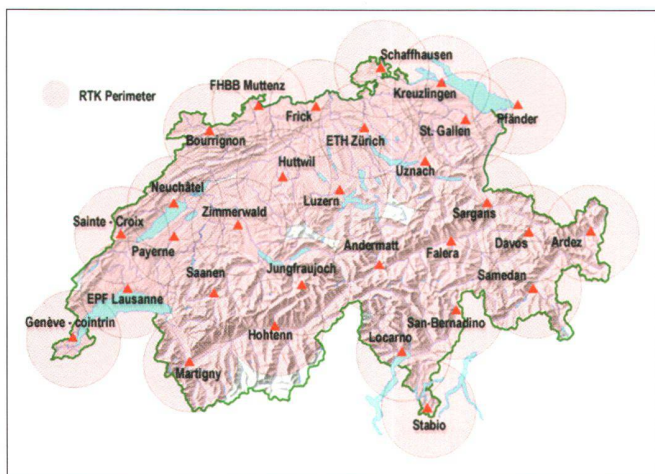 Schaffhausen
FHBB Muttenz
Kreuzlingen
RTK Perimeter
Frick
Pfänder
Bourrignon
ETH Zürich
St. Gallen
Huttwil
Uznach
Neuchâtel
Luzern
Sainte - Croix
Zimmerwald
Sargans
Payerne
Andermatt
Falera
Davos
Ardez
Saanen
Jungfraujoch
Samedan
EPF Lausanne
Genève - cointrin
Hohtenn
San-Bernadino
Locarno
Martigny
Stabio